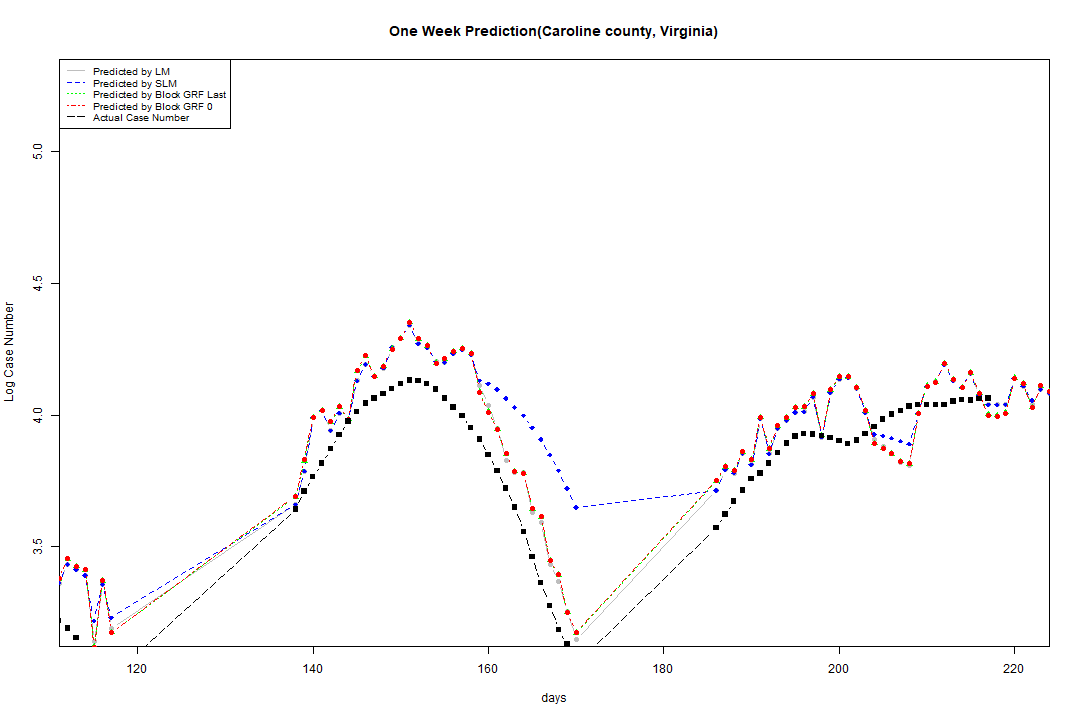 One Week Prediction(Caroline county, Virginia)
Predicted by LM
Predicted by SLM
Predicted by Block GRF Last
Predicted by Block GRF 0
Actual Case Number
5.0
4.5
4.0
3.5
Log Case Number
120 140 160 180 200 220
days